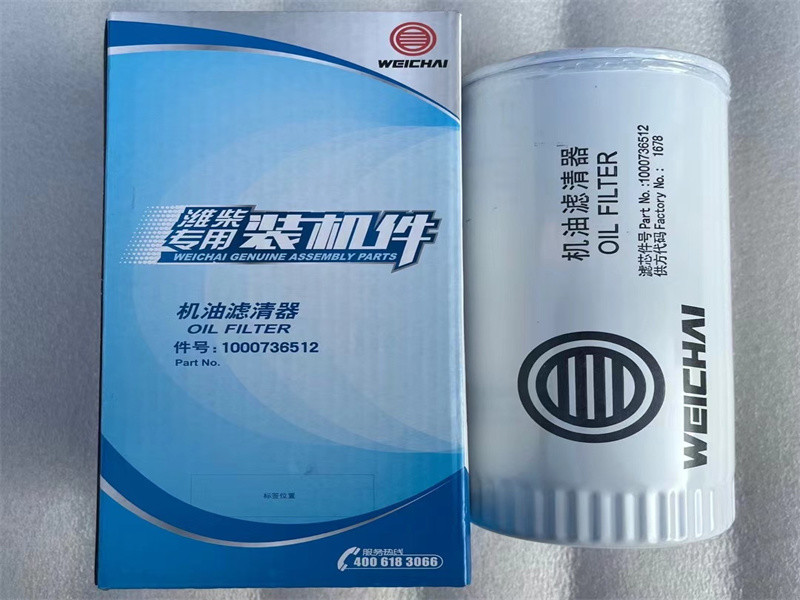 WEICHAI
潍柴
专用
装机件
WEICHAI GENUINE ASSEMBLY PARTS
机油滤清器
OIL FILTER
件号:1000736512
Part No.
标签位置
服务热线
400 618 3066
机油滤清器
OIL FILTER
滤芯件号 Part No.:1000736512
供方代码 Factory No.: 1678
WEICHAI